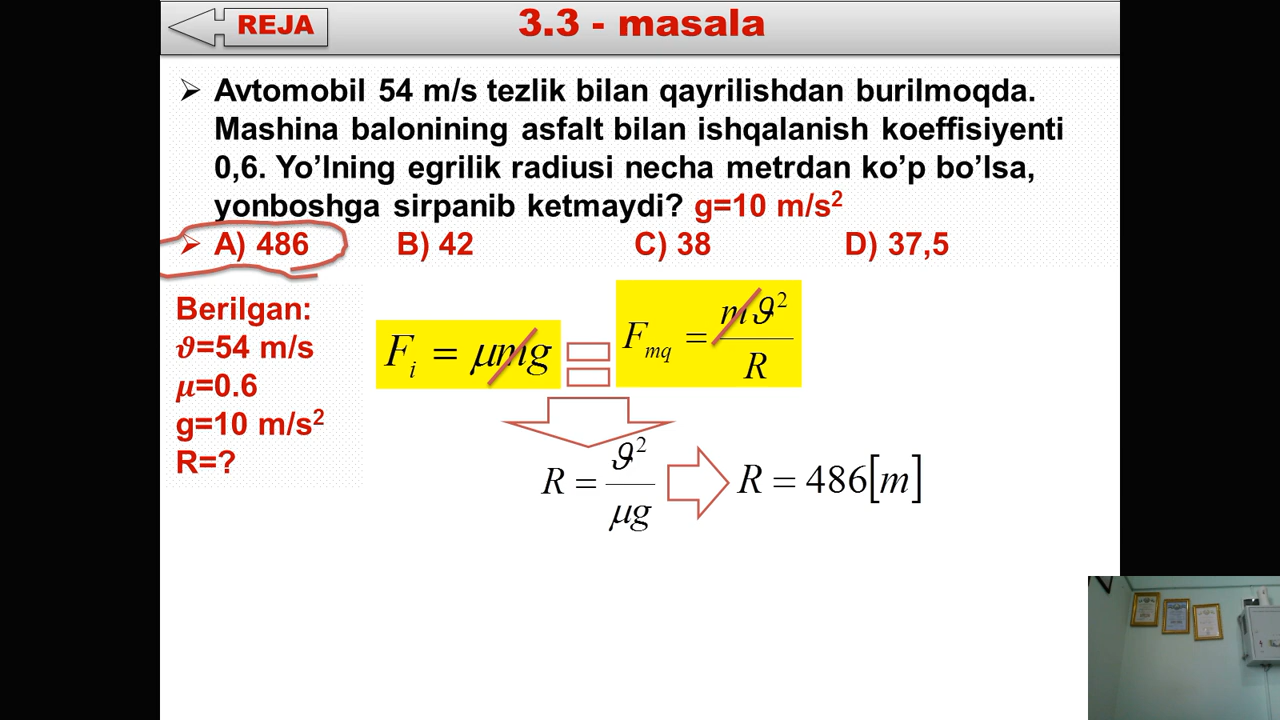 REJA
3.3 - masala
➢ Avtomobil 54 m/s tezlik bilan qayrilishdan burilmoqda.
Mashina balonining asfalt bilan ishqalanish koeffisiyenti
0,6. Yo’lning egrilik radiusi necha metrdan ko’p bo’lsa,
yonboshga sirpanib ketmaydi? g=10 m/s²
➢ A) 486 B) 42 C) 38 D) 37,5
Berilgan:
𝝑=54 m/s
𝝁=0.6
g=10 m/s²
R=?
Fᵢ = μmg = F_mq = mϑ²/R
R = ϑ²/μg
R = 486[m]